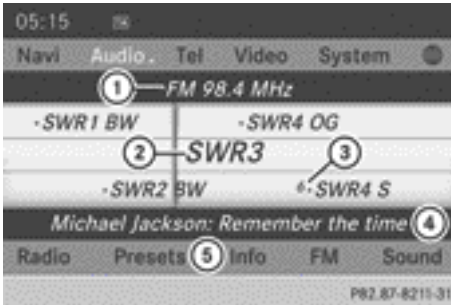 05:15
Navi Audio. Tel Video System
1 FM 98.4 MHz
·SWR1 BW ·SWR4 OG
2 SWR3 3
·SWR2 BW 6·SWR4 S
Michael Jackson: Remember the time 4
Radio Presets 5 Info FM Sound
P82.87-8211-31